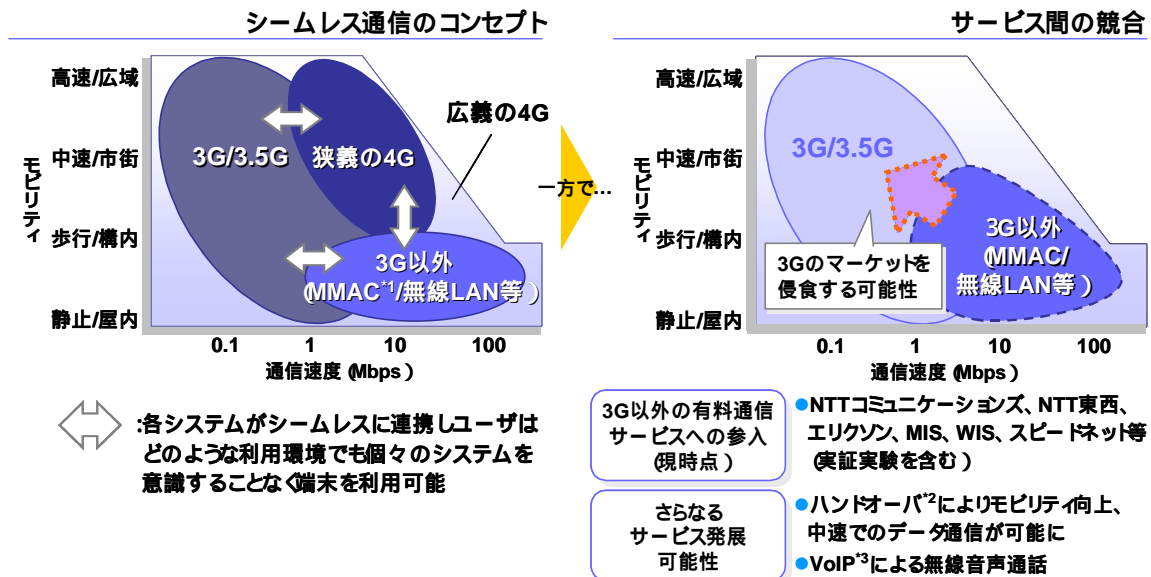 シームレス通信のコンセプト
高速/広域
中速/市街
歩行/構内
静止/屋内
モビリティ
3G/3.5G
狭義の4G
広義の4G
3G以外
(MMAC*1/無線LAN等)
0.1
1
10
100
通信速度(Mbps)
:各システムがシームレスに連携しユーザは
どのような利用環境でも個々のシステムを
意識することなく端末を利用可能
一方で…
サービス間の競合
高速/広域
中速/市街
歩行/構内
静止/屋内
モビリティ
3G/3.5G
3G以外
(MMAC/
無線LAN等)
3Gのマーケットを
侵食する可能性
0.1
1
10
100
通信速度(Mbps)
3G以外の有料通信
サービスへの参入
(現時点)
●NTTコミュニケーションズ、NTT東西、
エリクソン、MIS、WIS、スピードネット等
(実証実験を含む)
さらなる
サービス発展
可能性
●ハンドオーバ*2によりモビリティ向上、
中速でのデータ通信が可能に
●VoIP*3による無線音声通話